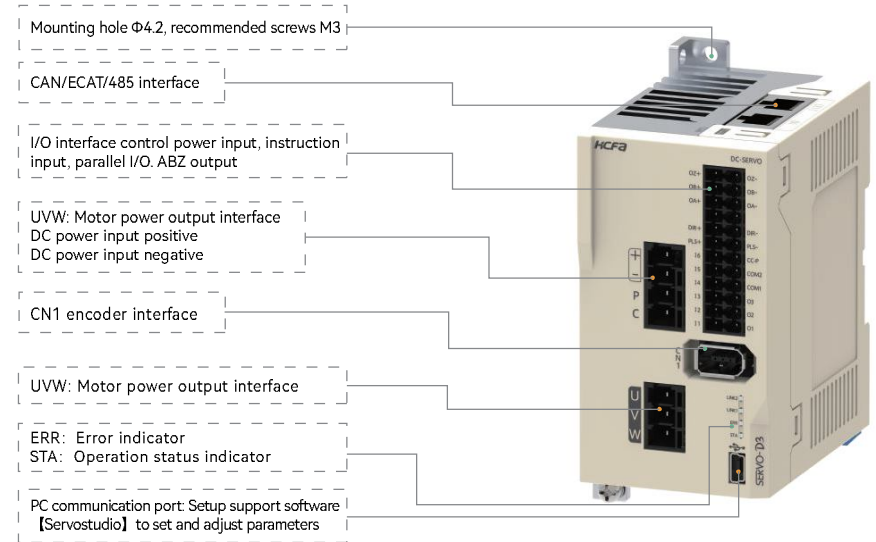 Mounting hole Φ4.2, recommended screws M3
CAN/ECAT/485 interface
I/O interface control power input, instruction
input, parallel I/O. ABZ output
UVW: Motor power output interface
DC power input positive
DC power input negative
CN1 encoder interface
UVW: Motor power output interface
ERR: Error indicator
STA: Operation status indicator
PC communication port: Setup support software
【Servostudio】to set and adjust parameters
HCFA
DC-SERVO
OZ+ OZ-
OB+ OB-
OA+ OA-
DIR+ DIR-
PLS+ PLS-
I6 CC-P
I5 COM2
I4 COM1
I3 O3
I2 O2
I1 O1
+
-
P
C
CN1
U
V
W
LINK2
LINK1
ERR
STA
SERVO-D3